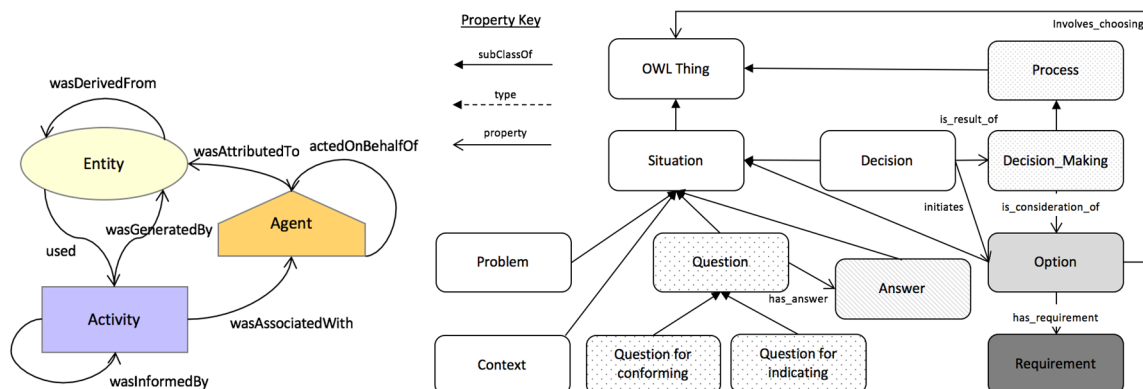 wasDerivedFrom
Entity
wasAttributedTo
actedOnBehalfOf
Agent
wasGeneratedBy
used
Activity
wasAssociatedWith
wasInformedBy
Property Key
subClassOf
type
property
Involves_choosing
OWL Thing
Process
is_result_of
Situation
Decision
Decision_Making
initiates
is_consideration_of
Problem
Question
Option
has_answer
Answer
has_requirement
Context
Question for
conforming
Question for
indicating
Requirement